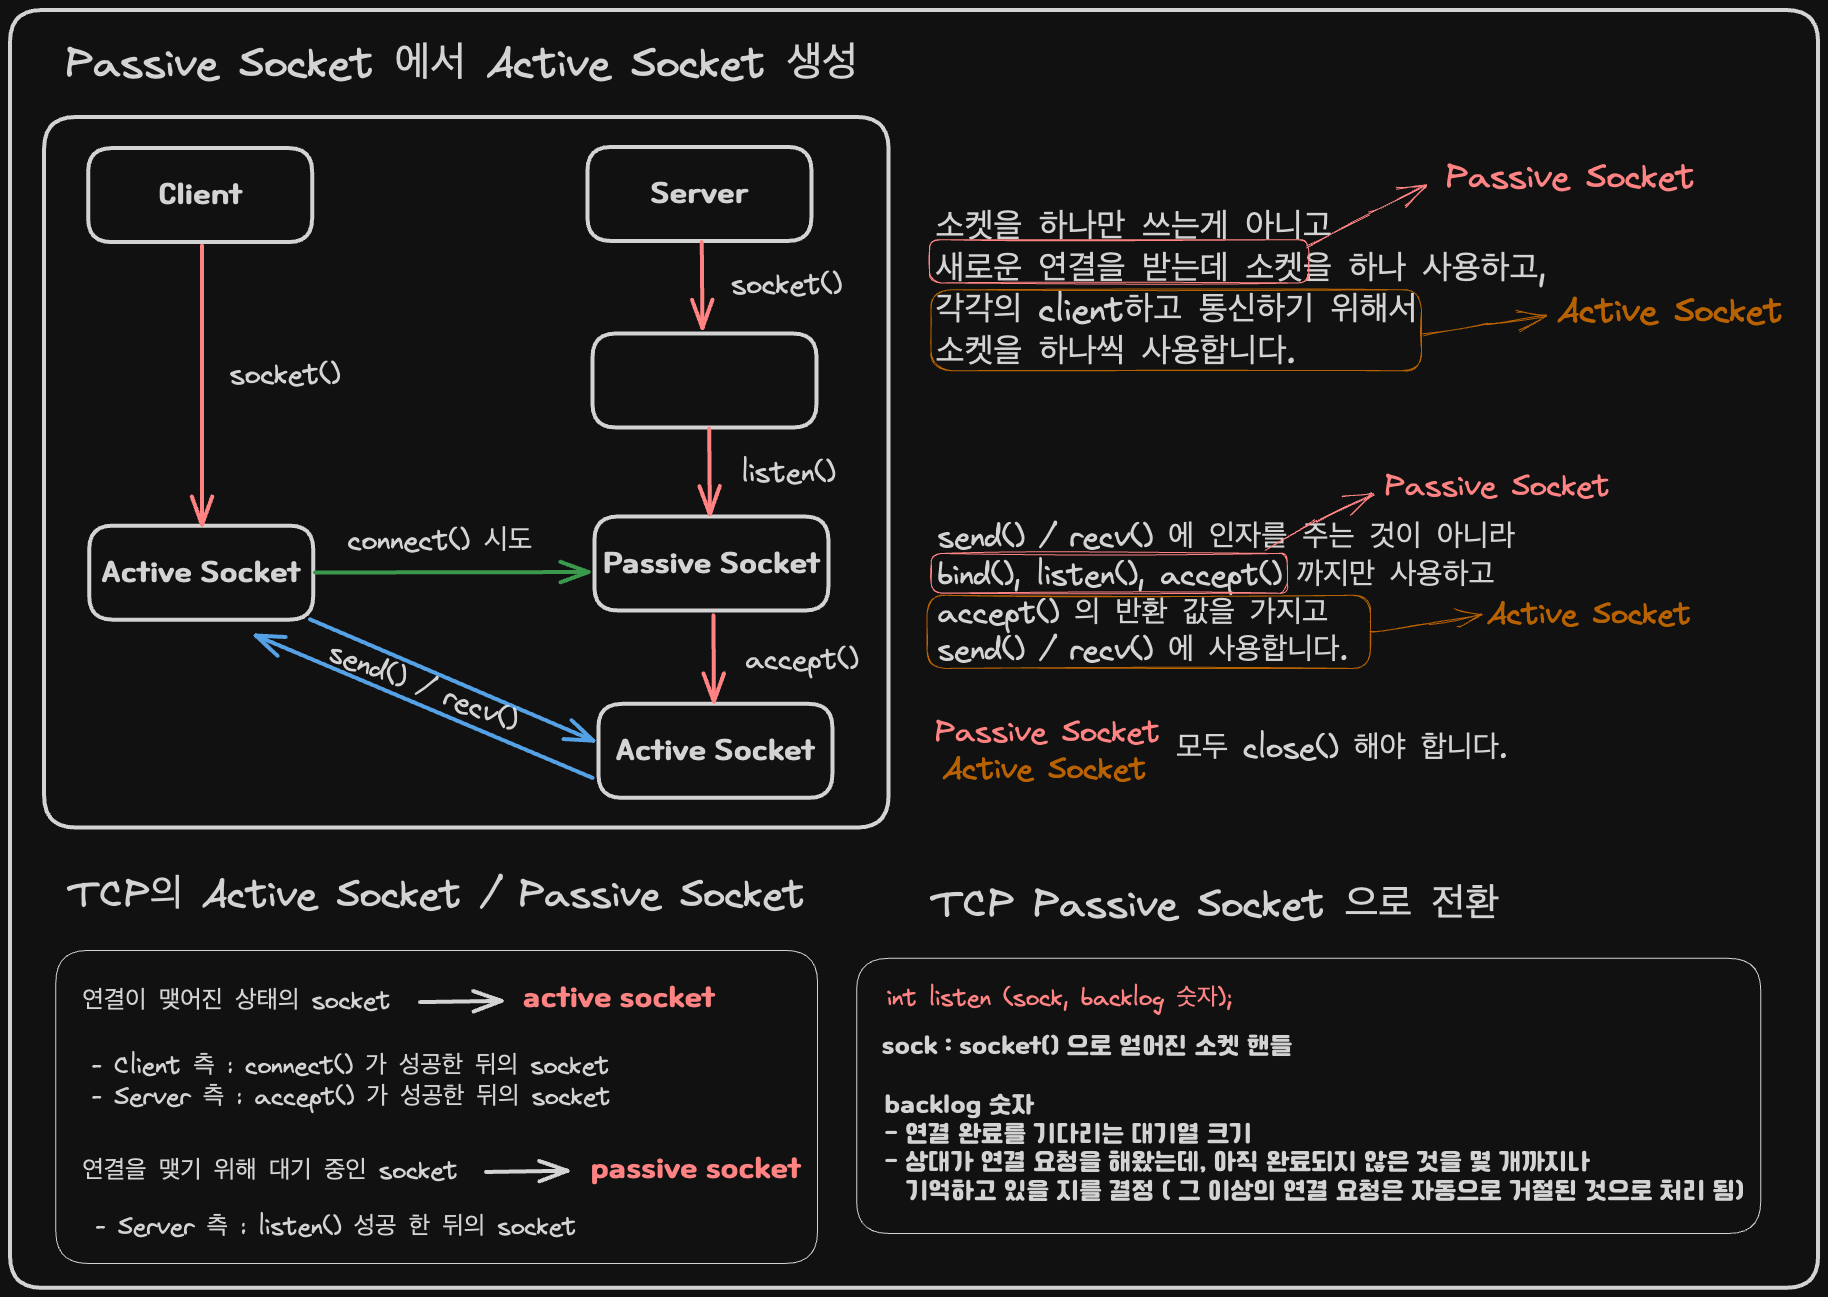 Passive Socket 에서 Active Socket 생성
Client
Server
socket()
socket()
listen()
Active Socket
connect() 시도
Passive Socket
accept()
send() / recv()
Active Socket
Passive Socket
소켓을 하나만 쓰는게 아니고
새로운 연결을 받는데 소켓을 하나 사용하고,
각각의 client하고 통신하기 위해서
소켓을 하나씩 사용합니다.
Active Socket
Passive Socket
send() / recv() 에 인자를 주는 것이 아니라
bind(), listen(), accept() 까지만 사용하고
accept() 의 반환 값을 가지고
send() / recv() 에 사용합니다.
Active Socket
Passive Socket
Active Socket
모두 close() 해야 합니다.
TCP의 Active Socket / Passive Socket
연결이 맺어진 상태의 socket
active socket
- Client 측 : connect() 가 성공한 뒤의 socket
- Server 측 : accept() 가 성공한 뒤의 socket
연결을 맺기 위해 대기 중인 socket
passive socket
- Server 측 : listen() 성공 한 뒤의 socket
TCP Passive Socket 으로 전환
int listen (sock, backlog 숫자);
sock : socket() 으로 얻어진 소켓 핸들
backlog 숫자
- 연결 완료를 기다리는 대기열 크기
- 상대가 연결 요청을 해왔는데, 아직 완료되지 않은 것을 몇 개까지나
기억하고 있을 지를 결정 ( 그 이상의 연결 요청은 자동으로 거절된 것으로 처리 됨)